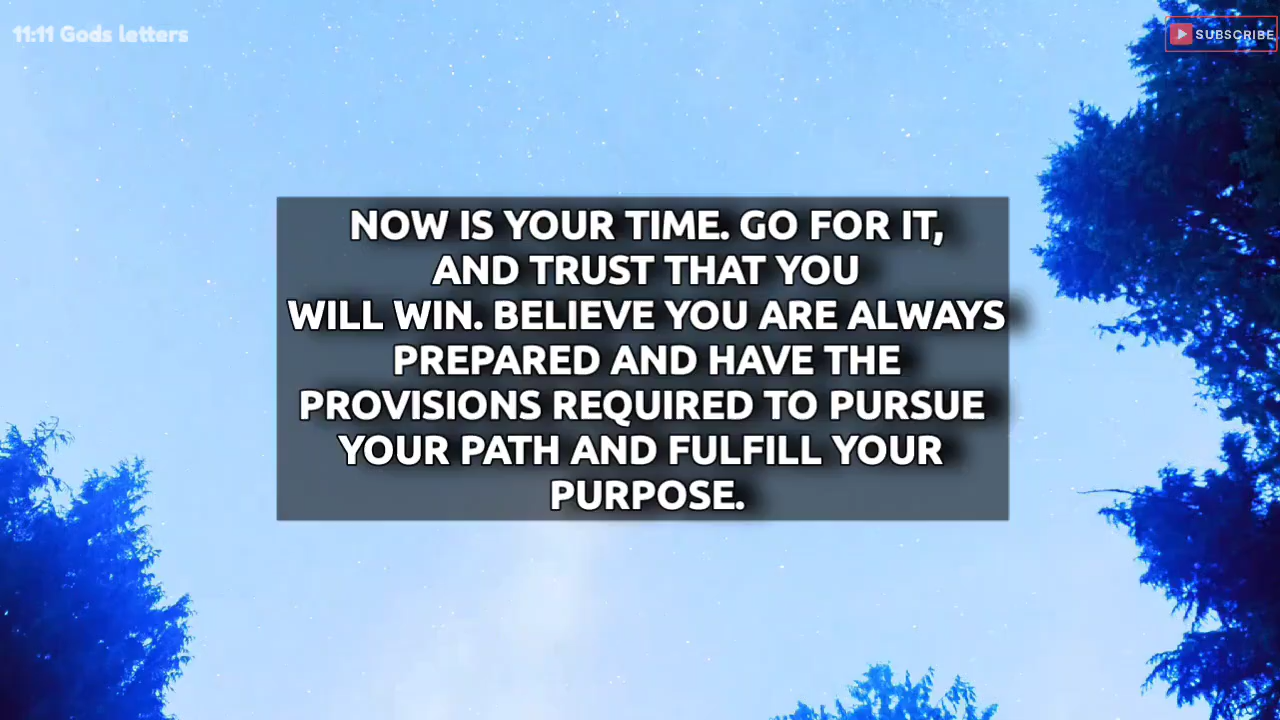 11:11 Gods letters
SUBSCRIBE
NOW IS YOUR TIME. GO FOR IT,
AND TRUST THAT YOU
WILL WIN. BELIEVE YOU ARE ALWAYS
PREPARED AND HAVE THE
PROVISIONS REQUIRED TO PURSUE
YOUR PATH AND FULFILL YOUR
PURPOSE.